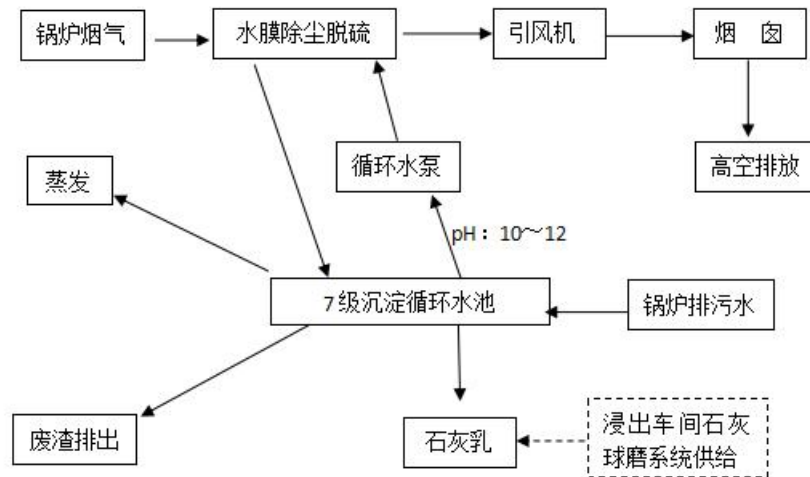 锅炉烟气
水膜除尘脱硫
引风机
烟 囱
蒸发
循环水泵
高空排放
pH：10～12
7级沉淀循环水池
锅炉排污水
废渣排出
石灰乳
浸出车间石灰
球磨系统供给